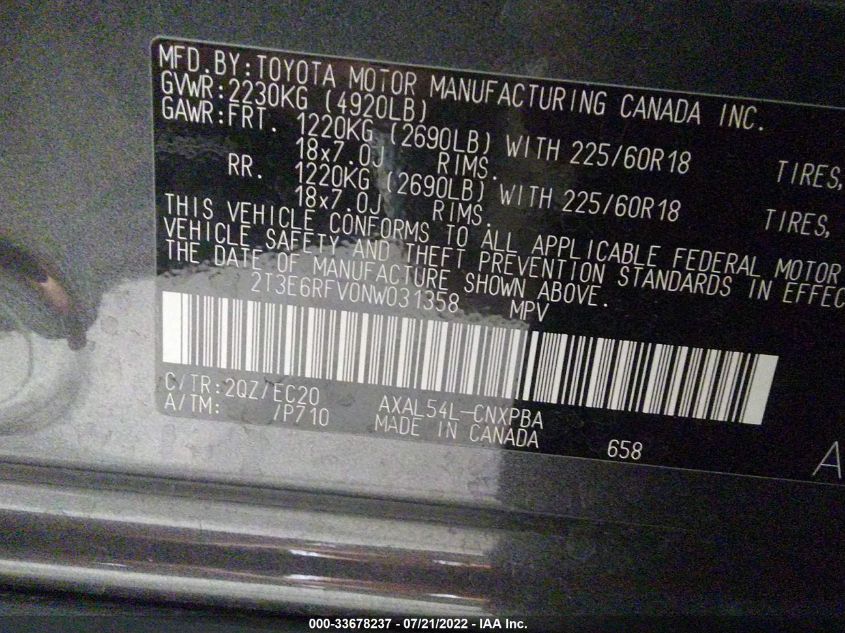 MFD.BY:TOYOTA MOTOR MANUFACTURING CANADA INC.
GVWR:2230KG (4920LB)
GAWR:FRT. 1220KG (2690LB) WITH 225/60R18 TIRES,
18x7.0J RIMS.
RR. 1220KG (2690LB) WITH 225/60R18 TIRES,
18x7.0J RIMS.
THIS VEHICLE CONFORMS TO ALL APPLICABLE FEDERAL MOTOR
VEHICLE SAFETY AND THEFT PREVENTION STANDARDS IN EFFEC
THE DATE OF MANUFACTURE SHOWN ABOVE.
2T3E6RFV0NW031358 MPV
C/TR:2QZ/EC20 AXAL54L-CNXPBA
A/TM: /P710 MADE IN CANADA 658 A
000-33678237 - 07/21/2022 - IAA Inc.